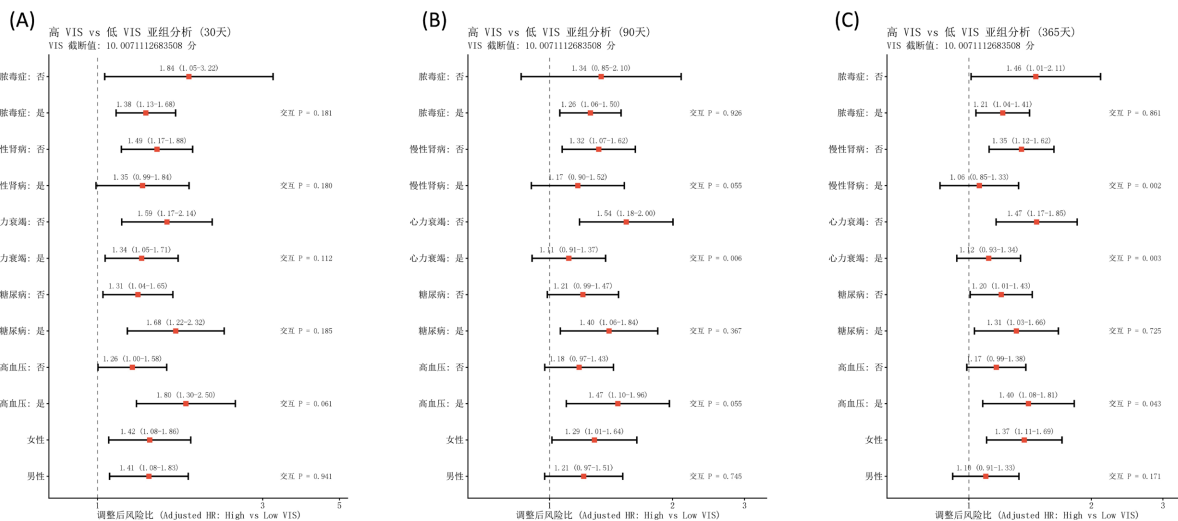 (A)
高 VIS vs 低 VIS 亚组分析 (30天)
VIS 截断值: 10.0071112683508 分
脓毒症: 否
1.84 (1.05-3.22)
脓毒症: 是
1.38 (1.13-1.68)
交互 P = 0.181
性肾病: 否
1.49 (1.17-1.88)
性肾病: 是
1.35 (0.99-1.84)
交互 P = 0.180
力衰竭: 否
1.59 (1.17-2.14)
力衰竭: 是
1.34 (1.05-1.71)
交互 P = 0.112
糖尿病: 否
1.31 (1.04-1.65)
糖尿病: 是
1.68 (1.22-2.32)
交互 P = 0.185
高血压: 否
1.26 (1.00-1.58)
高血压: 是
1.80 (1.30-2.50)
交互 P = 0.061
女性
1.42 (1.08-1.86)
男性
1.41 (1.08-1.83)
交互 P = 0.941
1 3 5
调整后风险比 (Adjusted HR: High vs Low VIS)
(B)
高 VIS vs 低 VIS 亚组分析 (90天)
VIS 截断值: 10.0071112683508 分
脓毒症: 否
1.34 (0.85-2.10)
脓毒症: 是
1.26 (1.06-1.50)
交互 P = 0.926
慢性肾病: 否
1.32 (1.07-1.62)
慢性肾病: 是
1.17 (0.90-1.52)
交互 P = 0.055
心力衰竭: 否
1.54 (1.18-2.00)
心力衰竭: 是
1.11 (0.91-1.37)
交互 P = 0.006
糖尿病: 否
1.21 (0.99-1.47)
糖尿病: 是
1.40 (1.06-1.84)
交互 P = 0.367
高血压: 否
1.18 (0.97-1.43)
高血压: 是
1.47 (1.10-1.96)
交互 P = 0.055
女性
1.29 (1.01-1.64)
男性
1.21 (0.97-1.51)
交互 P = 0.745
1 2 3
调整后风险比 (Adjusted HR: High vs Low VIS)
(C)
高 VIS vs 低 VIS 亚组分析 (365天)
VIS 截断值: 10.0071112683508 分
脓毒症: 否
1.46 (1.01-2.11)
脓毒症: 是
1.21 (1.04-1.41)
交互 P = 0.861
慢性肾病: 否
1.35 (1.12-1.62)
慢性肾病: 是
1.06 (0.85-1.33)
交互 P = 0.002
心力衰竭: 否
1.47 (1.17-1.85)
心力衰竭: 是
1.12 (0.93-1.34)
交互 P = 0.003
糖尿病: 否
1.20 (1.01-1.43)
糖尿病: 是
1.31 (1.03-1.66)
交互 P = 0.725
高血压: 否
1.17 (0.99-1.38)
高血压: 是
1.40 (1.08-1.81)
交互 P = 0.043
女性
1.37 (1.11-1.69)
男性
1.10 (0.91-1.33)
交互 P = 0.171
1 2 3
调整后风险比 (Adjusted HR: High vs Low VIS)